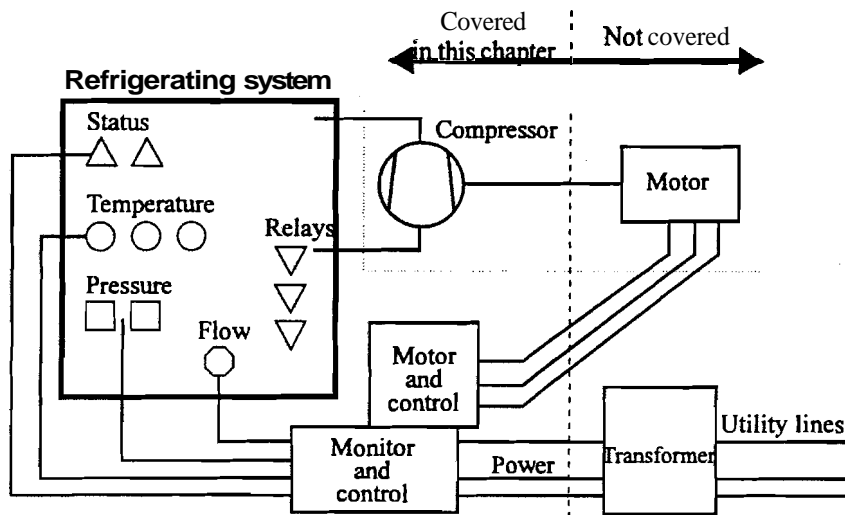 Covered
in this chapter
Not covered
Refrigerating system
Status
Compressor
Motor
Temperature
Relays
Pressure
Flow
Motor
and
control
Utility lines
Monitor
and
control
Power
Transformer